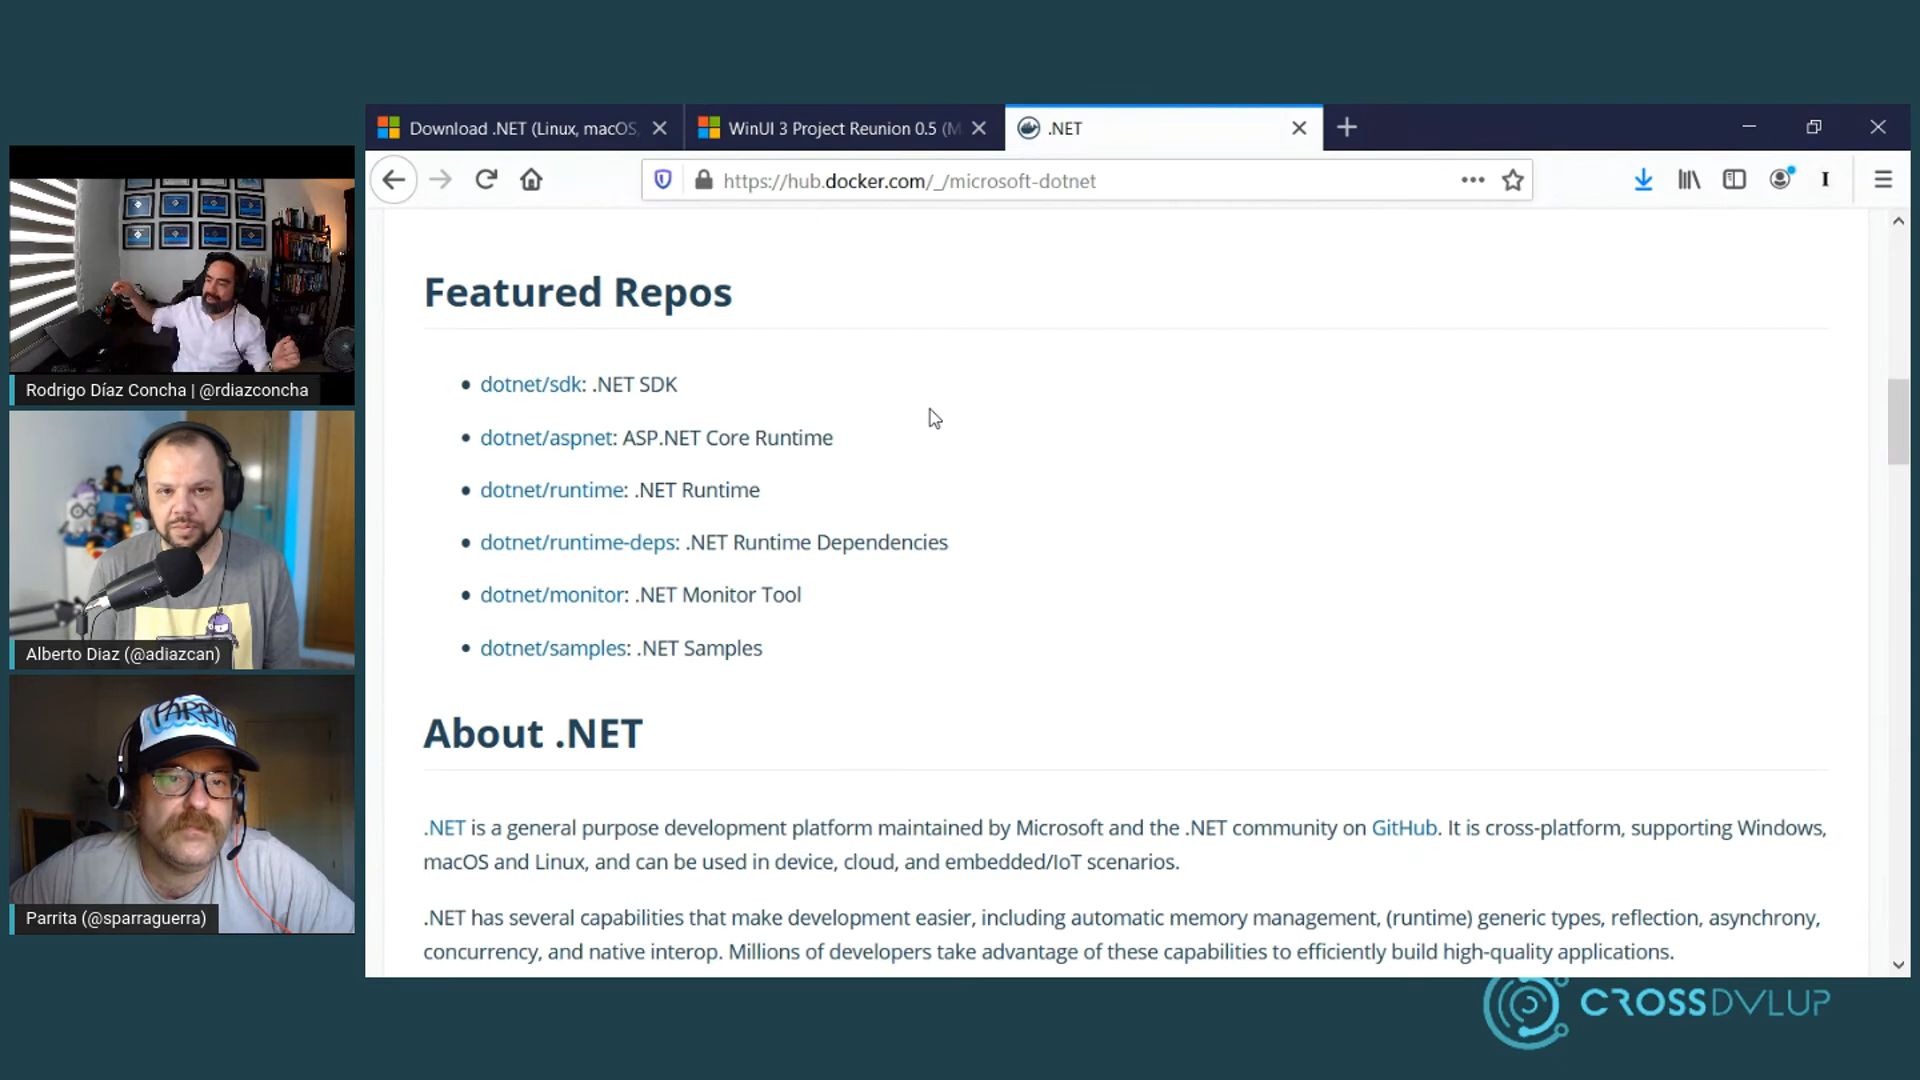 Download .NET (Linux, macOS,
WinUI 3 Project Reunion 0.5 (M
.NET
https://hub.docker.com/_/microsoft-dotnet
Featured Repos
dotnet/sdk: .NET SDK
dotnet/aspnet: ASP.NET Core Runtime
dotnet/runtime: .NET Runtime
dotnet/runtime-deps: .NET Runtime Dependencies
dotnet/monitor: .NET Monitor Tool
dotnet/samples: .NET Samples
About .NET
.NET is a general purpose development platform maintained by Microsoft and the .NET community on GitHub. It is cross-platform, supporting Windows,
macOS and Linux, and can be used in device, cloud, and embedded/IoT scenarios.
.NET has several capabilities that make development easier, including automatic memory management, (runtime) generic types, reflection, asynchrony,
concurrency, and native interop. Millions of developers take advantage of these capabilities to efficiently build high-quality applications.
Rodrigo Díaz Concha | @rdiazconcha
Alberto Diaz (@adiazcan)
PARRITA
Parrita (@sparraguerra)
CROSSDVLUP